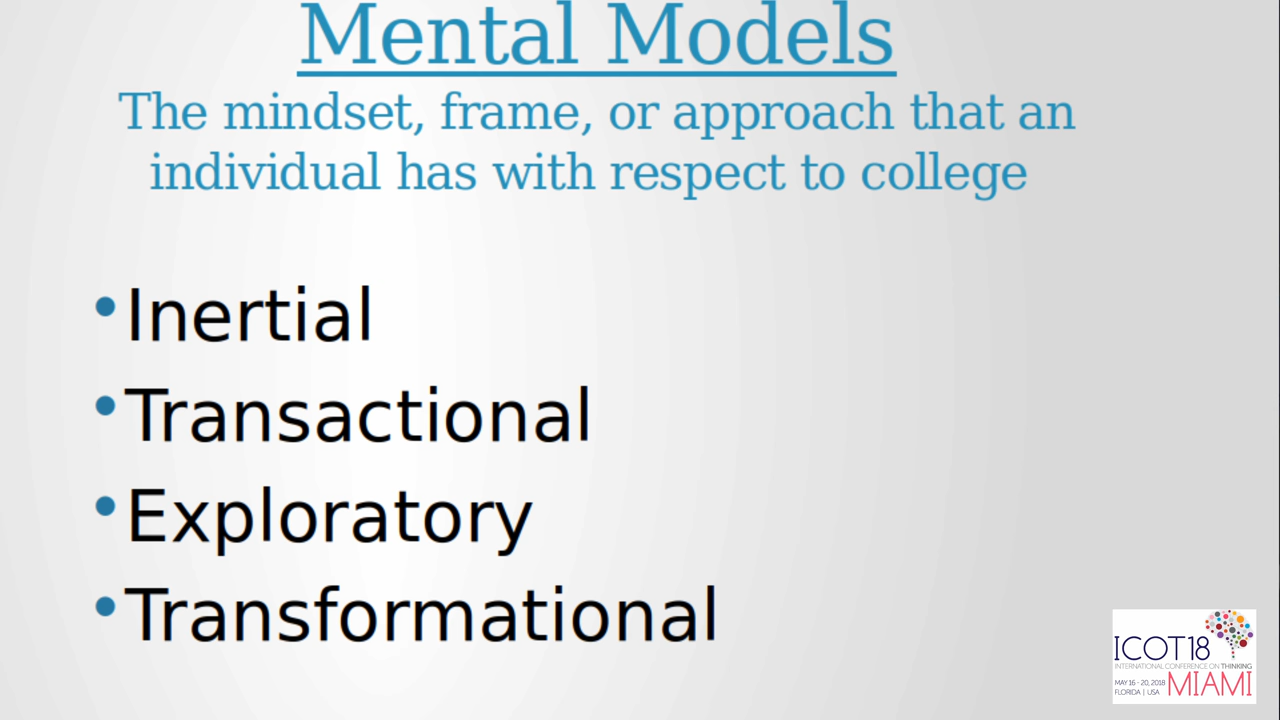 Mental Models
The mindset, frame, or approach that an
individual has with respect to college
•Inertial
•Transactional
•Exploratory
•Transformational
ICOT18
INTERNATIONAL CONFERENCE ON THINKING
MAY 16 - 20, 2018
FLORIDA | USA
MIAMI